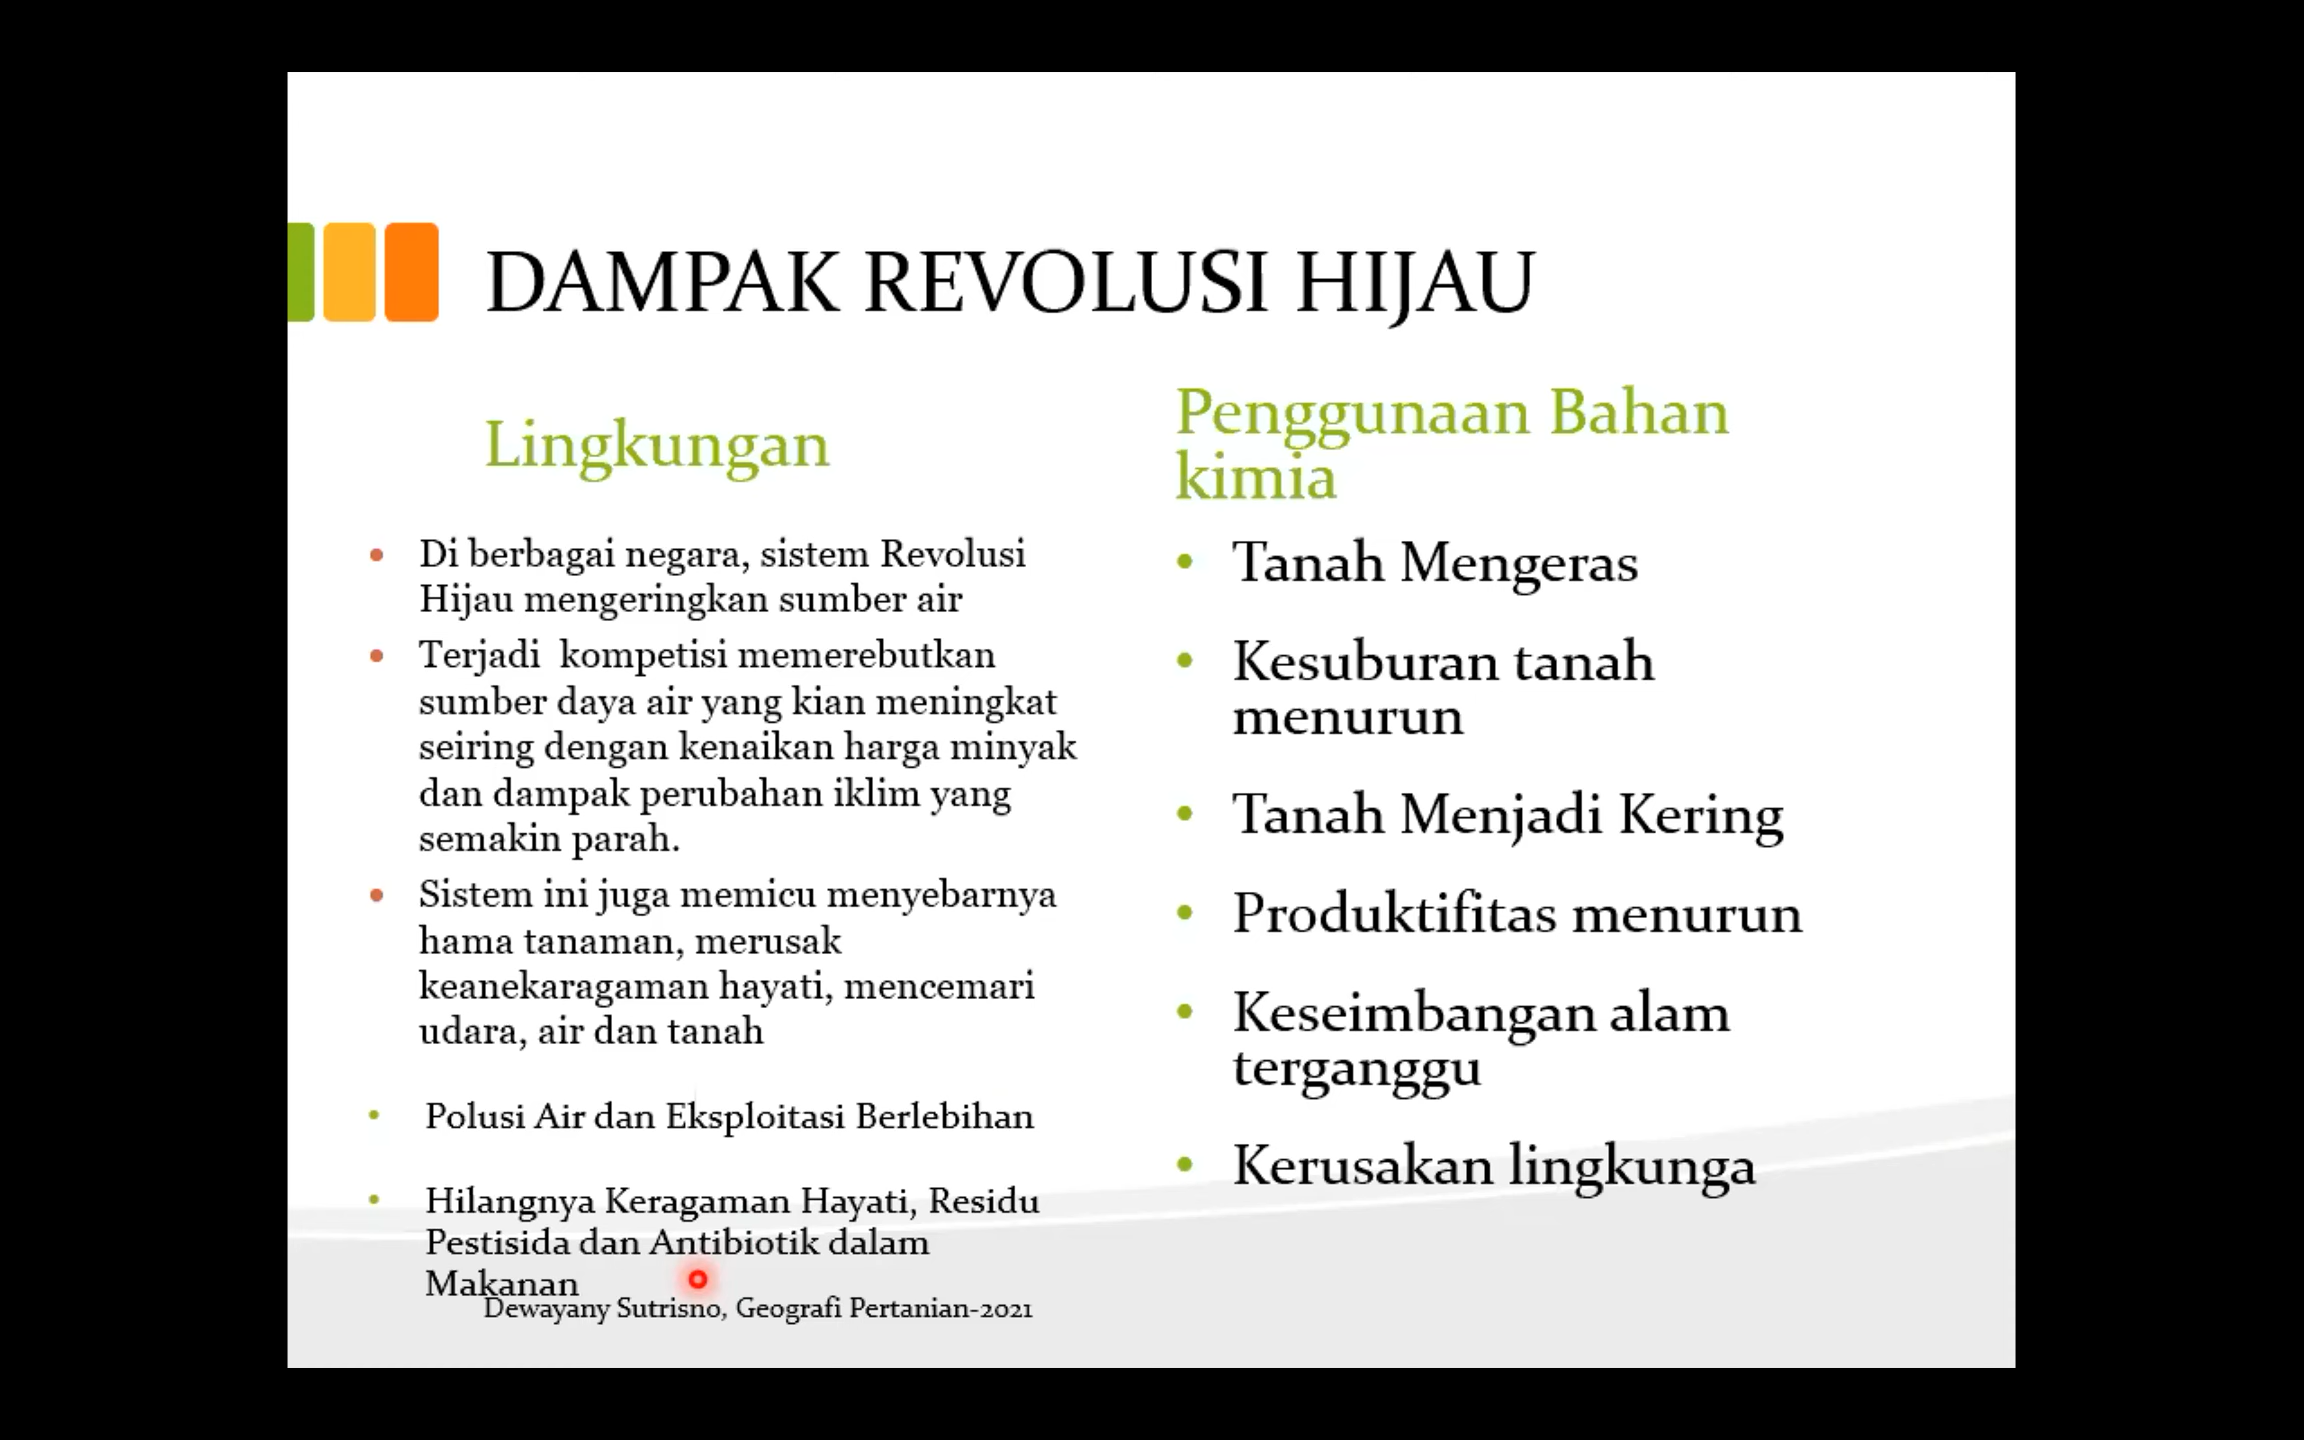 DAMPAK REVOLUSI HIJAU
Lingkungan
• Di berbagai negara, sistem Revolusi
Hijau mengeringkan sumber air
• Terjadi  kompetisi memerebutkan
sumber daya air yang kian meningkat
seiring dengan kenaikan harga minyak
dan dampak perubahan iklim yang
semakin parah.
• Sistem ini juga memicu menyebarnya
hama tanaman, merusak
keanekaragaman hayati, mencemari
udara, air dan tanah
• Polusi Air dan Eksploitasi Berlebihan
• Hilangnya Keragaman Hayati, Residu
Pestisida dan Antibiotik dalam
Makanan
Penggunaan Bahan
kimia
• Tanah Mengeras
• Kesuburan tanah
menurun
• Tanah Menjadi Kering
• Produktifitas menurun
• Keseimbangan alam
terganggu
• Kerusakan lingkunga
Dewayany Sutrisno, Geografi Pertanian-2021